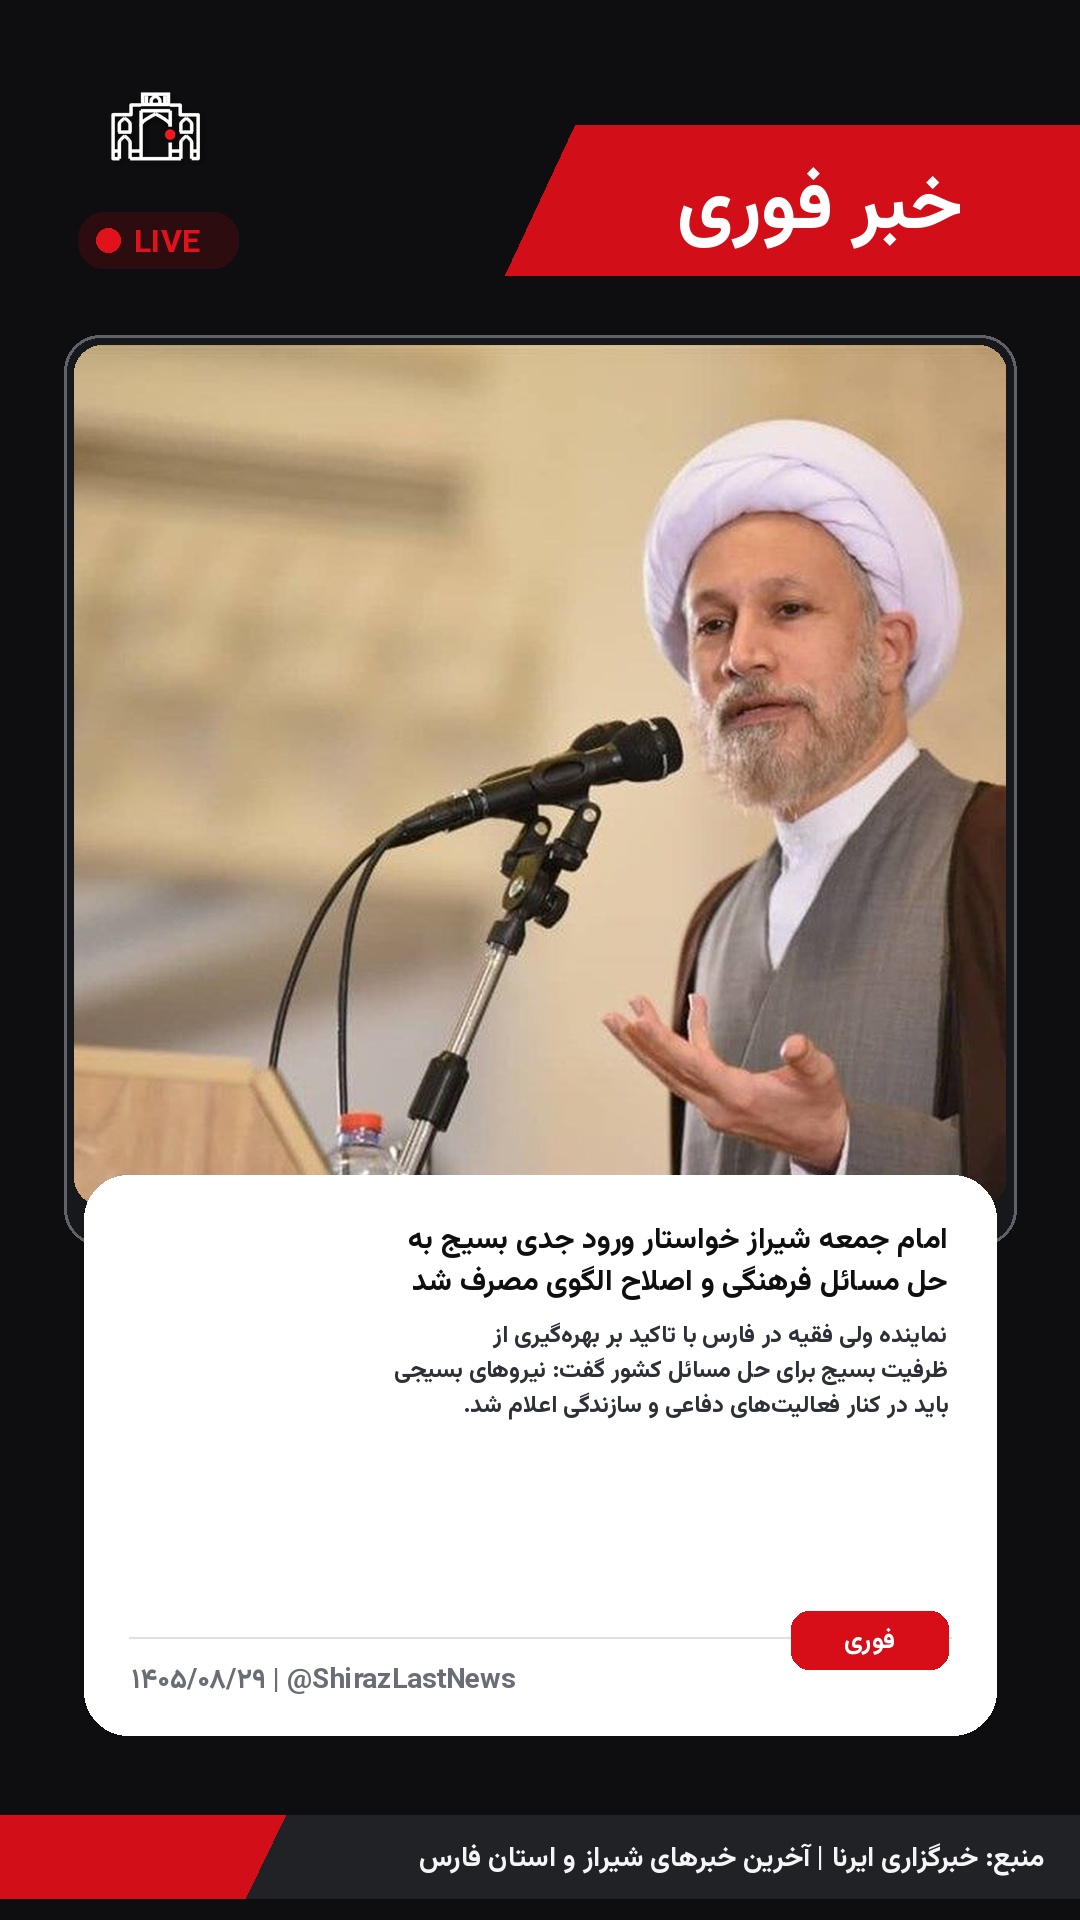 خبر فوری
LIVE
امام جمعه شیراز خواستار ورود جدی بسیج به
حل مسائل فرهنگی و اصلاح الگوی مصرف شد
نماینده ولی فقیه در فارس با تاکید بر بهره‌گیری از
ظرفیت بسیج برای حل مسائل کشور گفت: نیروهای بسیجی
باید در کنار فعالیت‌های دفاعی و سازندگی اعلام شد.
فوری
۱۴۰۵/۰۸/۲۹ | @ShirazLastNews
منبع: خبرگزاری ایرنا | آخرین خبرهای شیراز و استان فارس